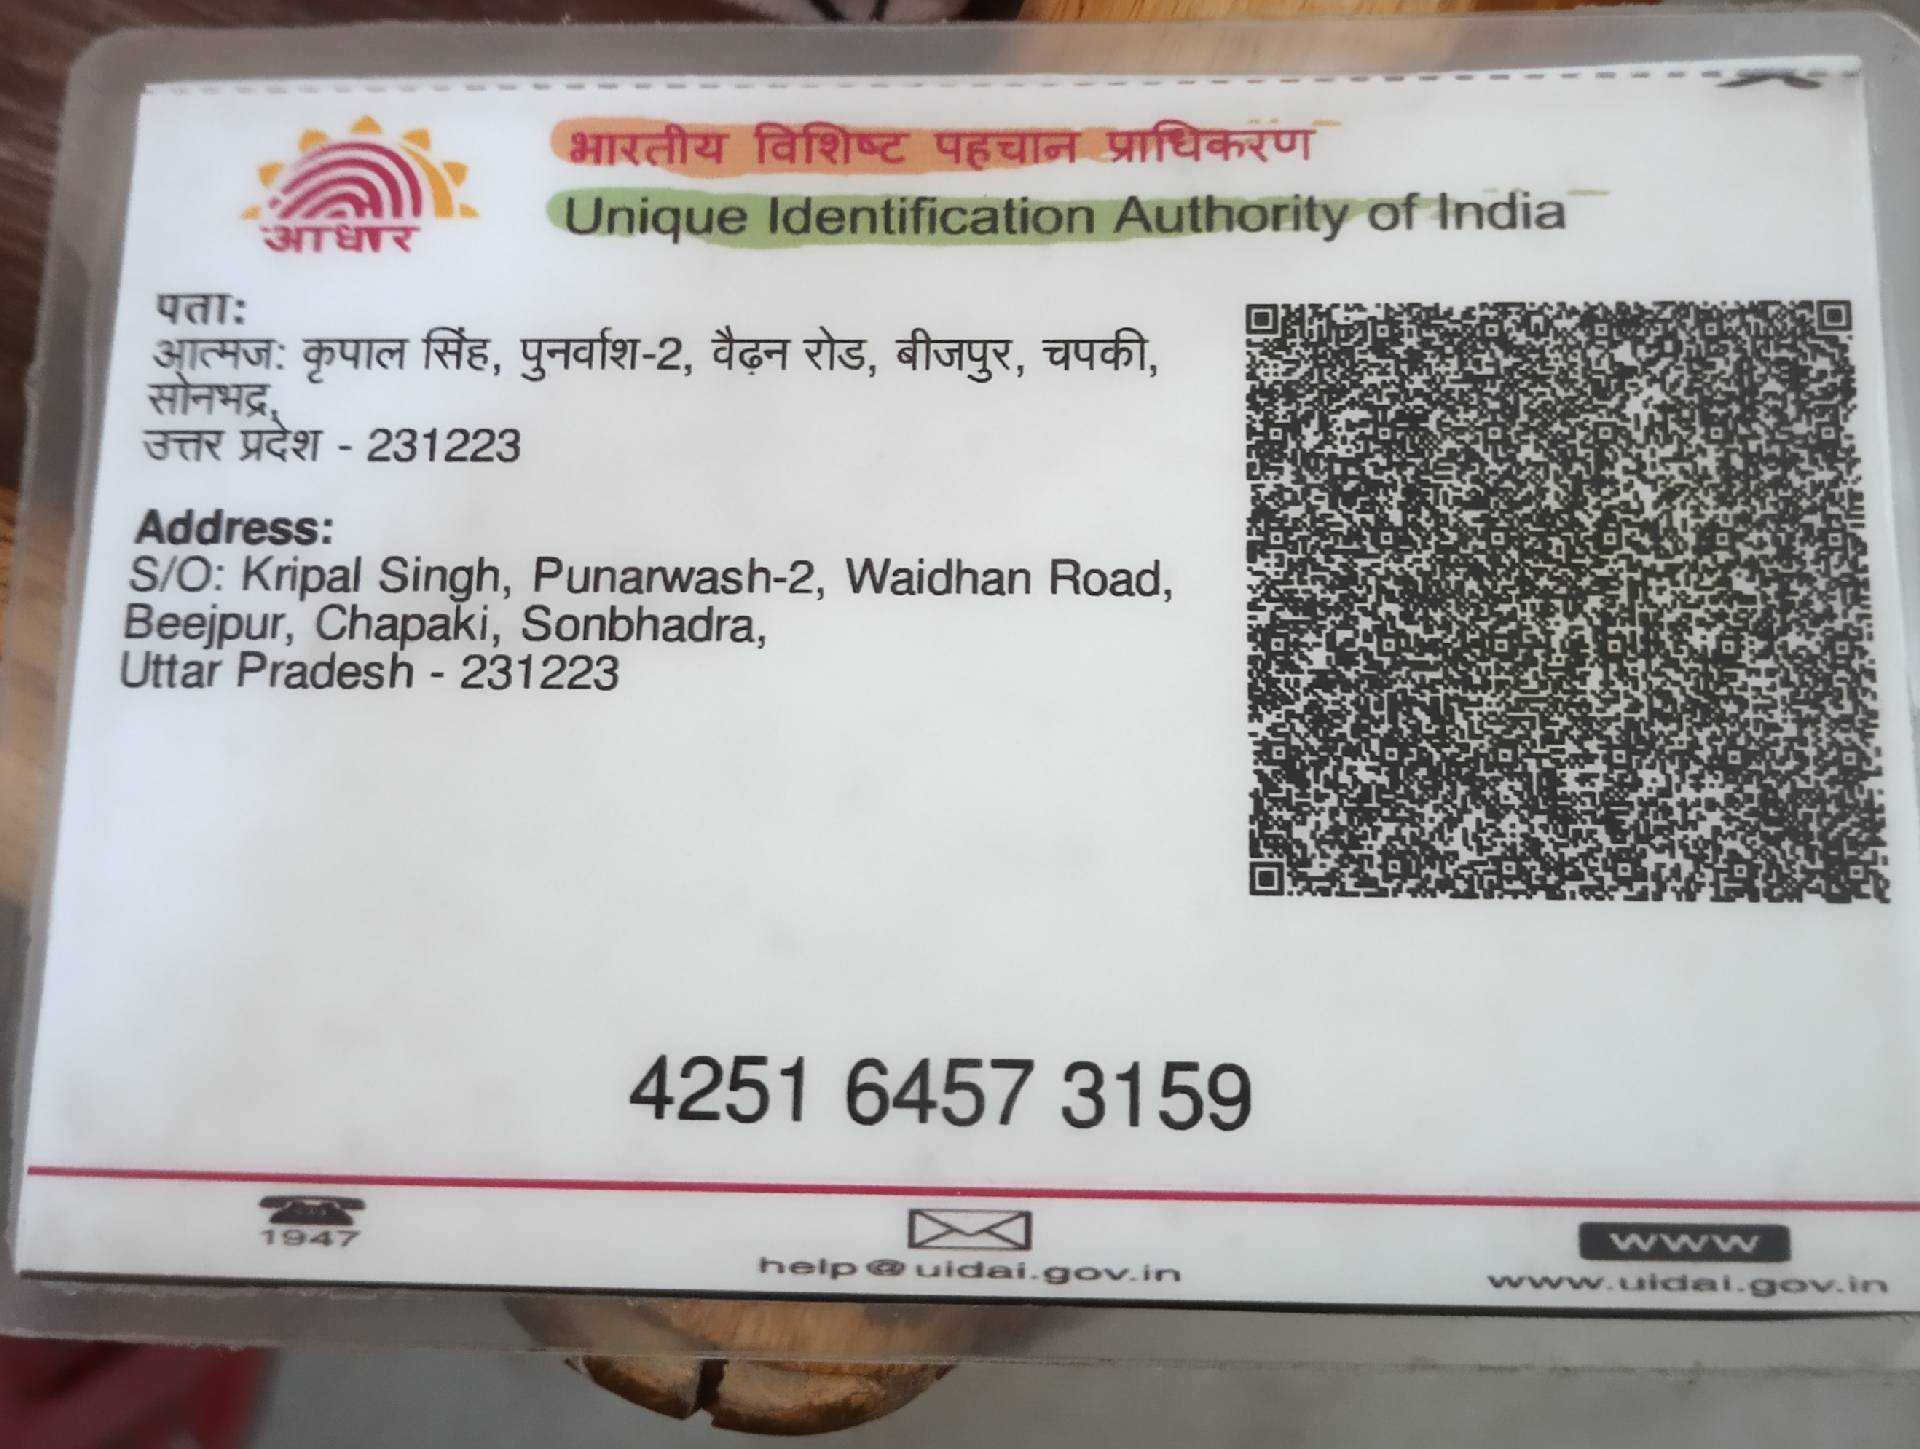 आधार
भारतीय विशिष्ट पहचान प्राधिकरण
Unique Identification Authority of India
पताः
आत्मज: कृपाल सिंह, पुनर्वाश-2, वैढ़न रोड, बीजपुर, चपकी,
सोनभद्र,
उत्तर प्रदेश - 231223
Address:
S/O: Kripal Singh, Punarwash-2, Waidhan Road,
Beejpur, Chapaki, Sonbhadra,
Uttar Pradesh - 231223
4251 6457 3159
1947
help@uidai.gov.in
www
www.uidai.gov.in